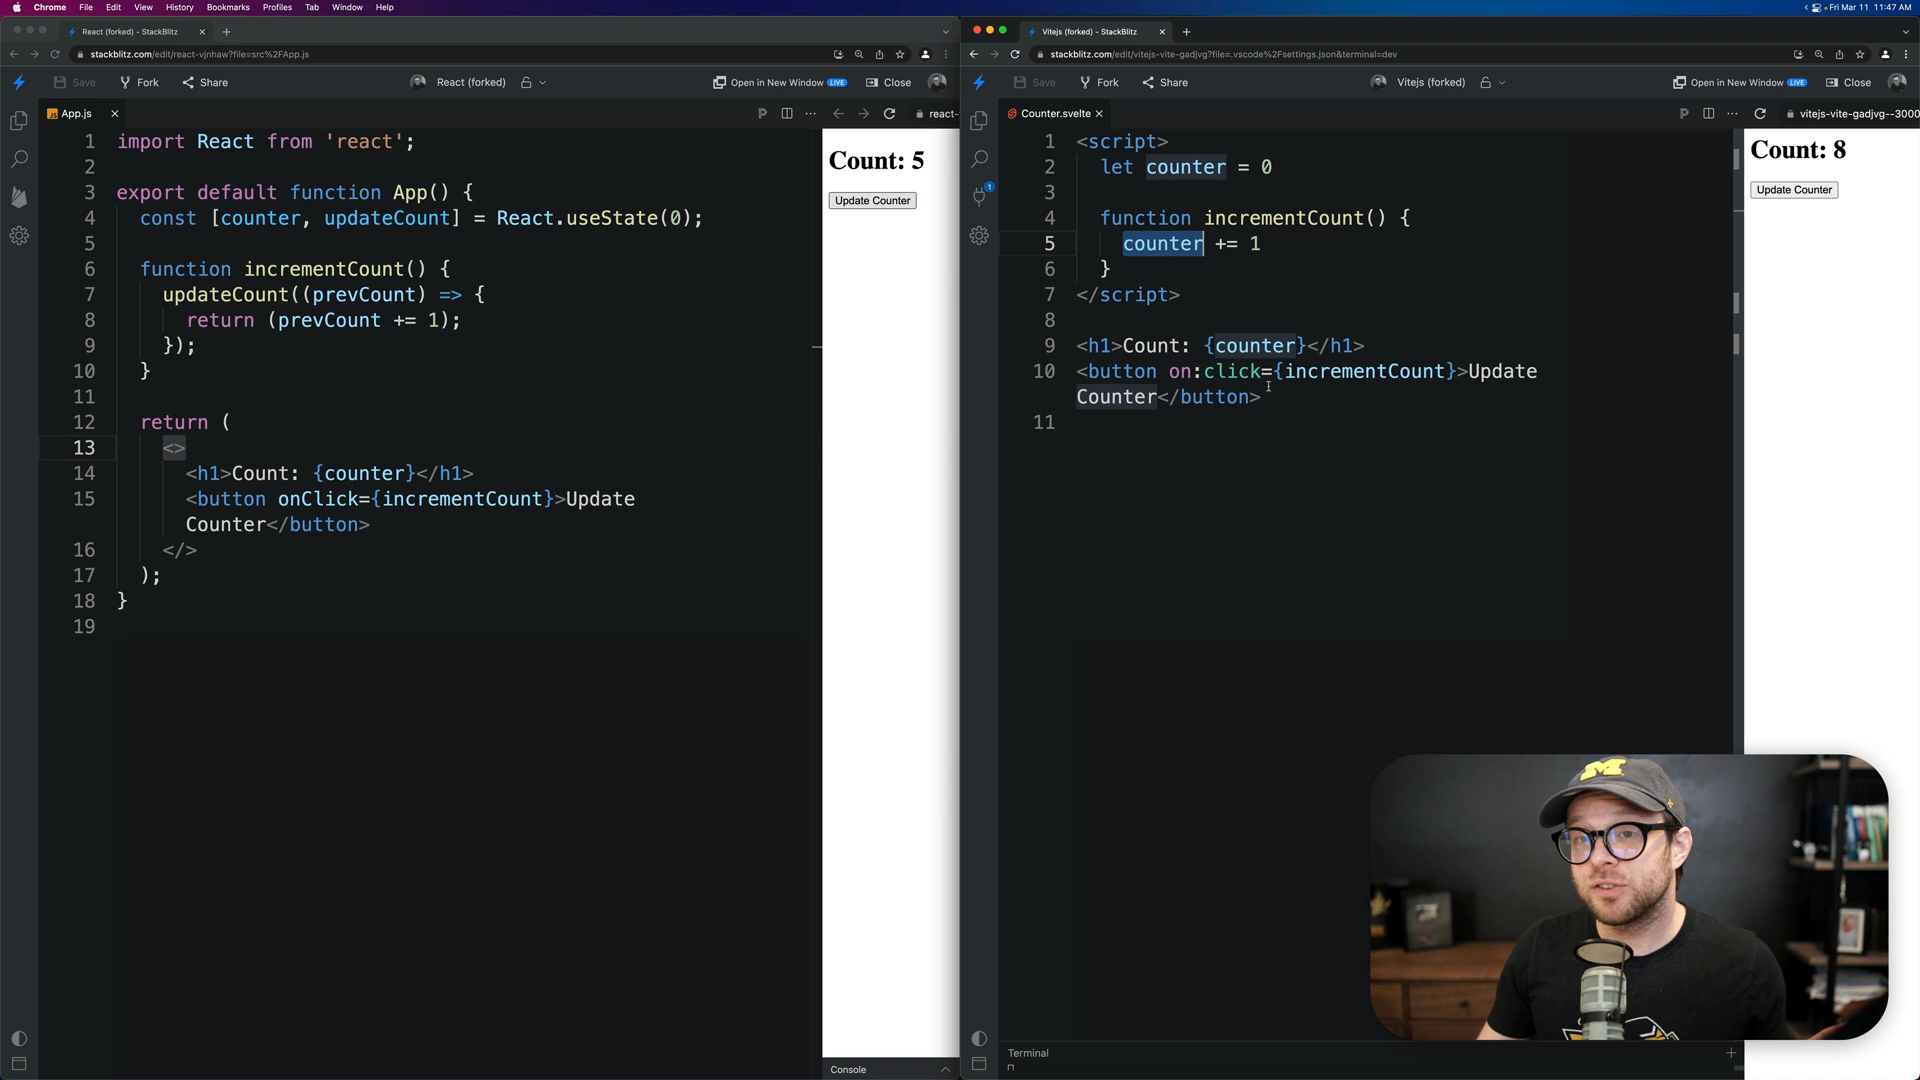 Chrome File Edit View History Bookmarks Profiles Tab Window Help
Fri Mar 11 11:47 AM
React (forked) - StackBlitz
stackblitz.com/edit/react-vjnhaw?file=src%2FApp.js
Save Fork Share React (forked) Open in New Window LIVE Close
App.js
react-
1 import React from 'react';
2
3 export default function App() {
4 const [counter, updateCount] = React.useState(0);
5
6 function incrementCount() {
7 updateCount((prevCount) => {
8 return (prevCount += 1);
9 });
10 }
11
12 return (
13 <>
14 <h1>Count: {counter}</h1>
15 <button onClick={incrementCount}>Update
Counter</button>
16 </>
17 );
18 }
19
Count: 5
Update Counter
Console
Vitejs (forked) - StackBlitz
stackblitz.com/edit/vitejs-vite-gadjvg?file=.vscode%2Fsettings.json&terminal=dev
Save Fork Share Vitejs (forked) Open in New Window LIVE Close
1
Counter.svelte
vitejs-vite-gadjvg--3000
1 <script>
2 let counter = 0
3
4 function incrementCount() {
5 counter += 1
6 }
7 </script>
8
9 <h1>Count: {counter}</h1>
10 <button on:click={incrementCount}>Update
Counter</button>
11
Count: 8
Update Counter
M
Terminal